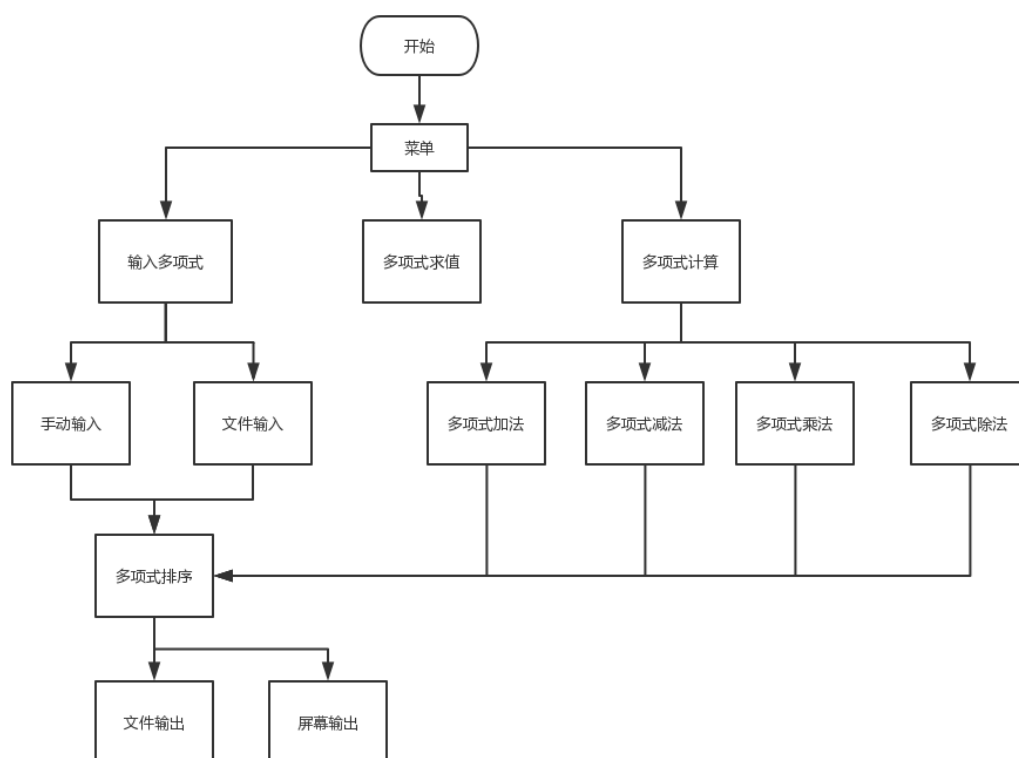 开始
菜单
输入多项式
多项式求值
多项式计算
手动输入
文件输入
多项式加法
多项式减法
多项式乘法
多项式除法
多项式排序
文件输出
屏幕输出